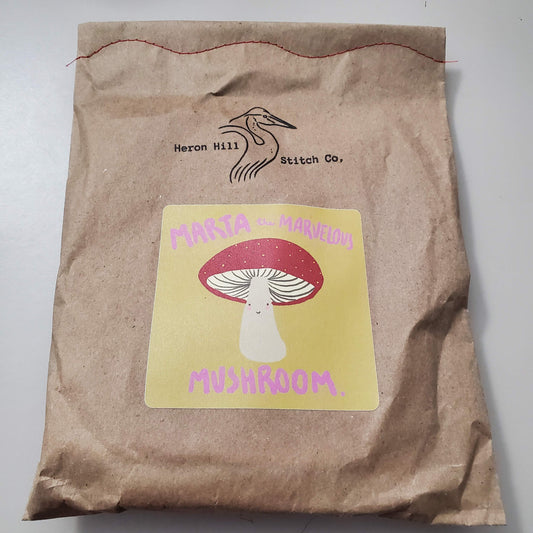 Heron Hill
Stitch Co,
MARTA the MARVELOUS
MUSHROOM.